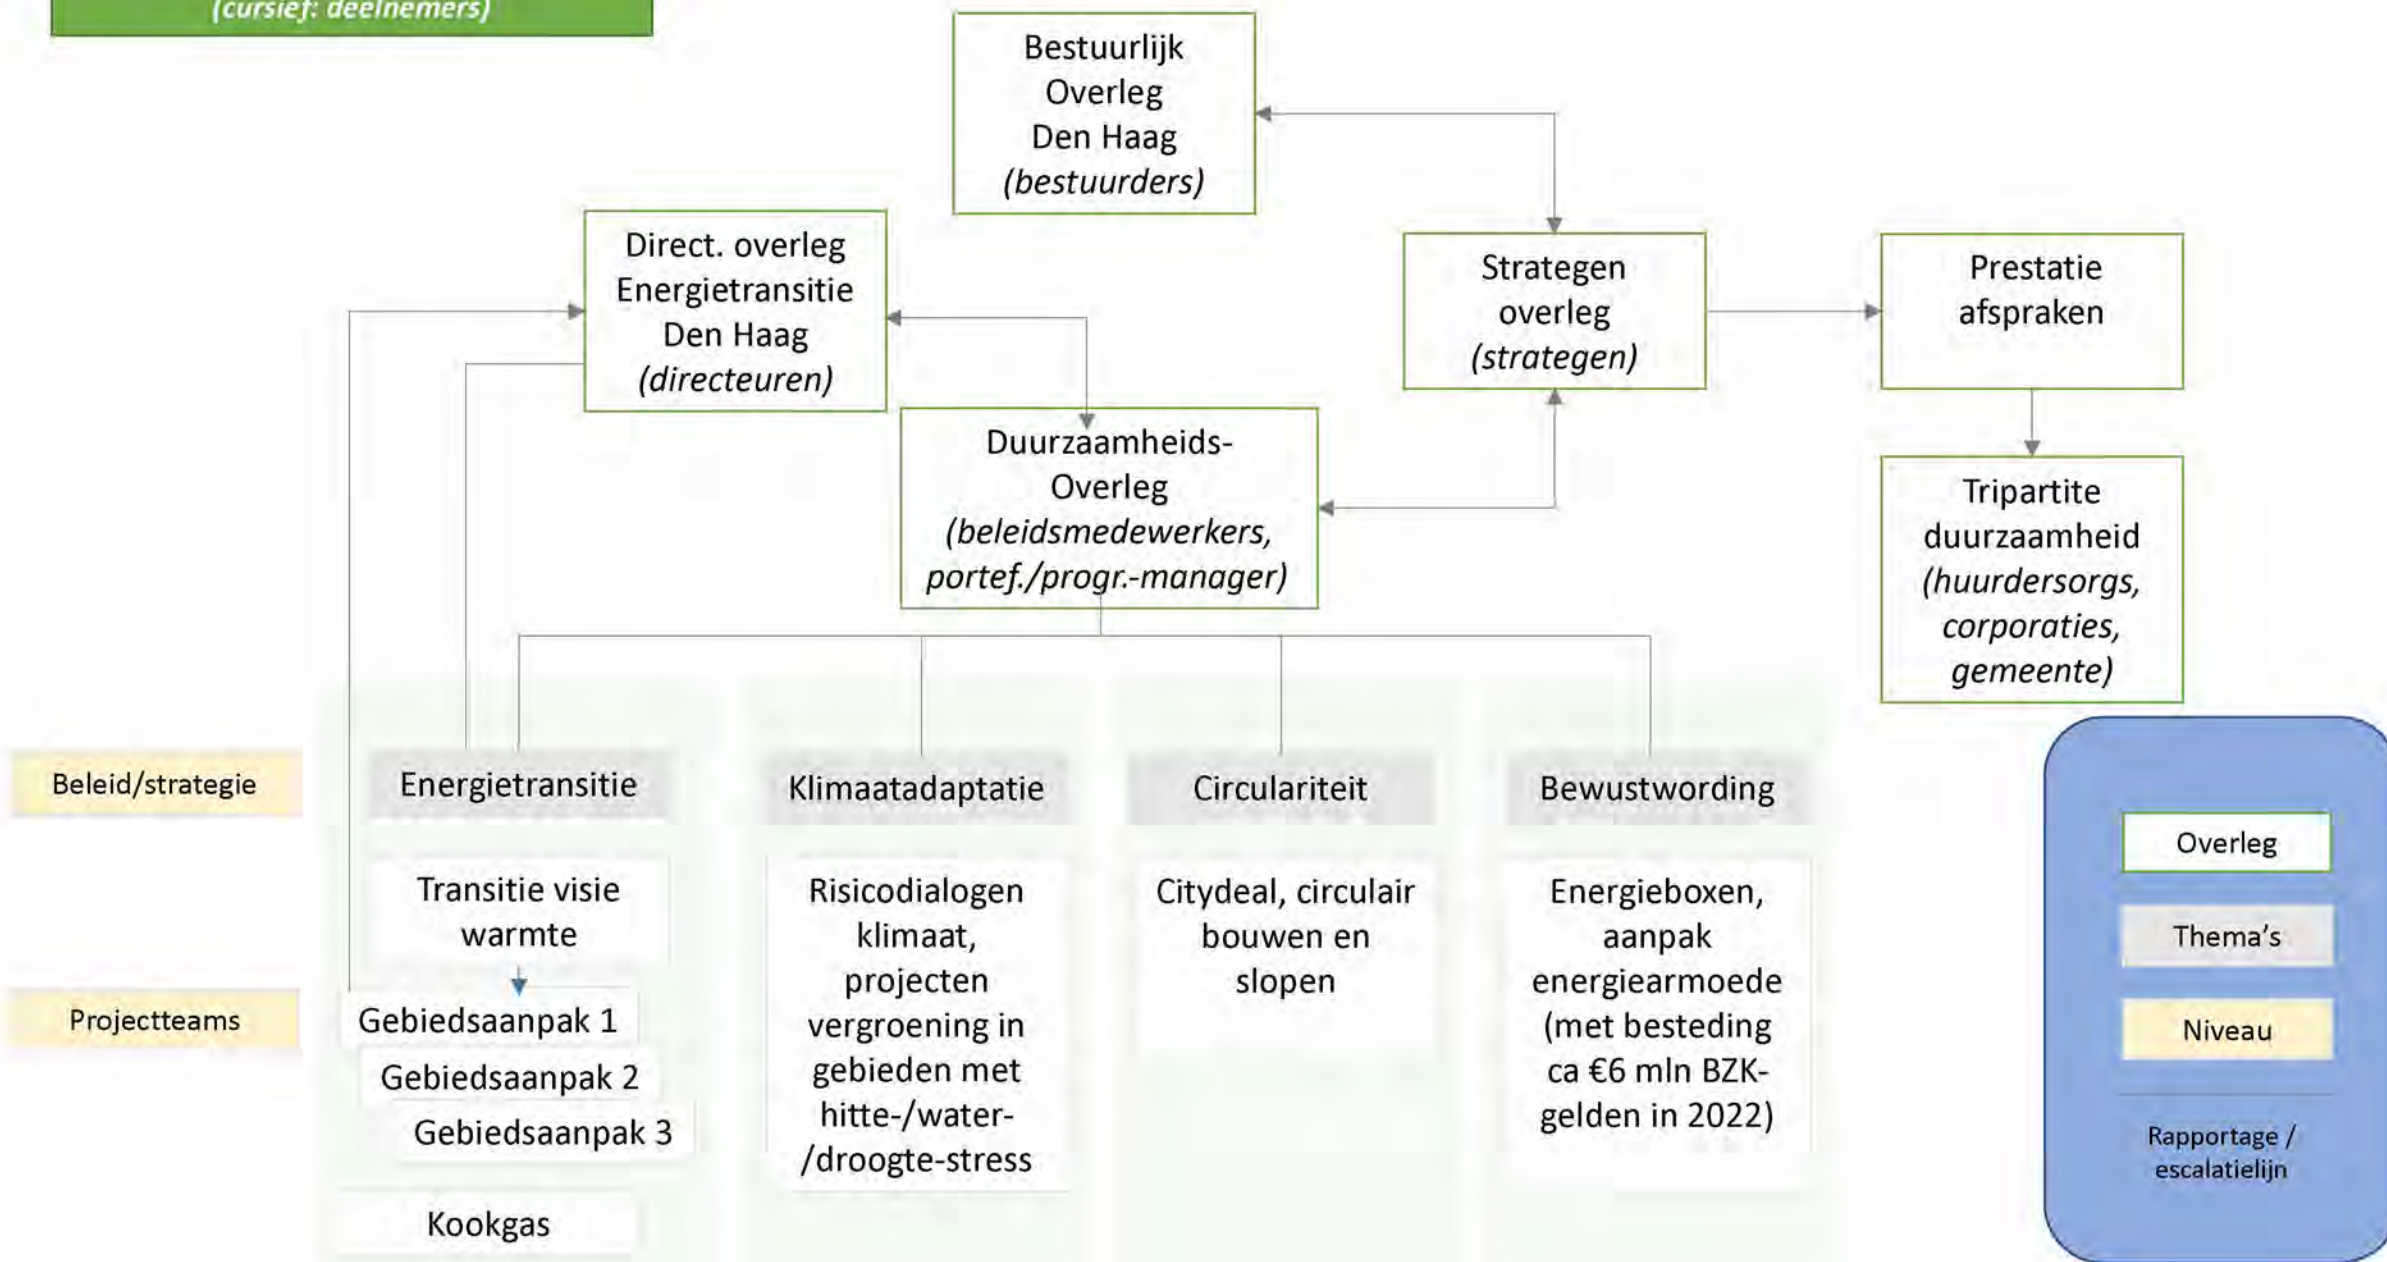 (cursief: deelnemers)
Bestuurlijk
Overleg
Den Haag
(bestuurders)
Direct. overleg
Energietransitie
Den Haag
(directeuren)
Strategen
overleg
(strategen)
Prestatie
afspraken
Duurzaamheids-
Overleg
(beleidsmedewerkers,
portef./progr.-manager)
Tripartite
duurzaamheid
(huurdersorgs,
corporaties,
gemeente)
Beleid/strategie
Energietransitie
Klimaatadaptatie
Circulariteit
Bewustwording
Transitie visie
warmte
Projectteams
Gebiedsaanpak 1
Gebiedsaanpak 2
Gebiedsaanpak 3
Kookgas
Risicodialogen
klimaat,
projecten
vergroening in
gebieden met
hitte-/water-
/droogte-stress
Citydeal, circulair
bouwen en
slopen
Energieboxen,
aanpak
energiearmoede
(met besteding
ca €6 mln BZK-
gelden in 2022)
Overleg
Thema's
Niveau
Rapportage /
escalatielijn